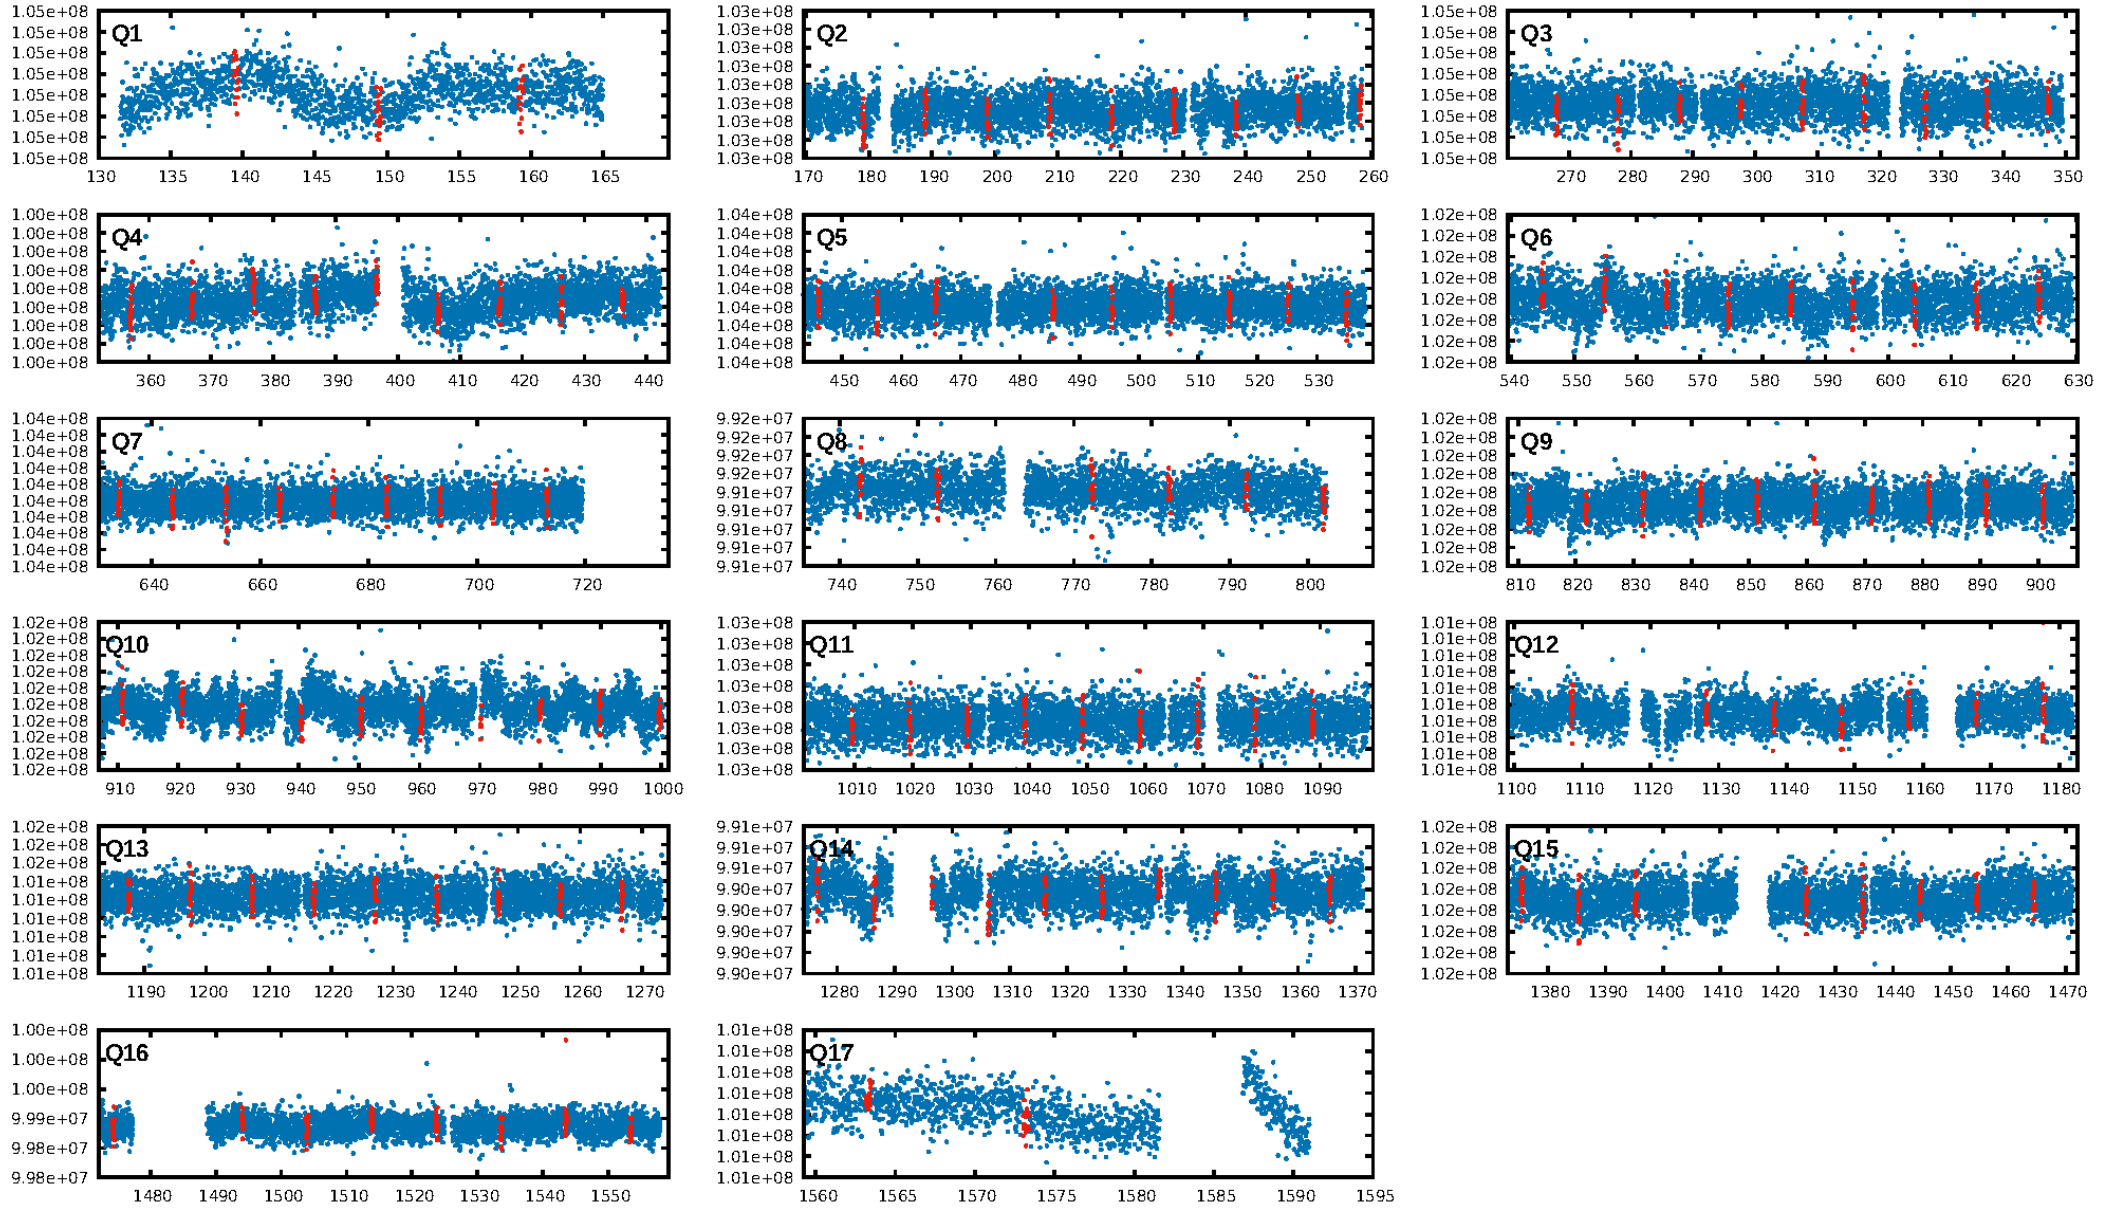 Q1
1.05e+08
1.05e+08
1.05e+08
1.05e+08
1.05e+08
1.05e+08
1.05e+08
1.05e+08
130 135 140 145 150 155 160 165
Q2
1.03e+08
1.03e+08
1.03e+08
1.03e+08
1.03e+08
1.03e+08
1.03e+08
1.03e+08
1.03e+08
170 180 190 200 210 220 230 240 250 260
Q3
1.05e+08
1.05e+08
1.05e+08
1.05e+08
1.05e+08
1.05e+08
1.05e+08
1.05e+08
270 280 290 300 310 320 330 340 350
Q4
1.00e+08
1.00e+08
1.00e+08
1.00e+08
1.00e+08
1.00e+08
1.00e+08
1.00e+08
1.00e+08
360 370 380 390 400 410 420 430 440
Q5
1.04e+08
1.04e+08
1.04e+08
1.04e+08
1.04e+08
1.04e+08
1.04e+08
1.04e+08
1.04e+08
450 460 470 480 490 500 510 520 530
Q6
1.02e+08
1.02e+08
1.02e+08
1.02e+08
1.02e+08
1.02e+08
1.02e+08
1.02e+08
540 550 560 570 580 590 600 610 620 630
Q7
1.04e+08
1.04e+08
1.04e+08
1.04e+08
1.04e+08
1.04e+08
1.04e+08
1.04e+08
1.04e+08
1.04e+08
640 660 680 700 720
Q8
9.92e+07
9.92e+07
9.92e+07
9.92e+07
9.91e+07
9.91e+07
9.91e+07
9.91e+07
9.91e+07
740 750 760 770 780 790 800
Q9
1.02e+08
1.02e+08
1.02e+08
1.02e+08
1.02e+08
1.02e+08
1.02e+08
1.02e+08
1.02e+08
810 820 830 840 850 860 870 880 890 900
Q10
1.02e+08
1.02e+08
1.02e+08
1.02e+08
1.02e+08
1.02e+08
1.02e+08
1.02e+08
1.02e+08
1.02e+08
910 920 930 940 950 960 970 980 990 1000
Q11
1.03e+08
1.03e+08
1.03e+08
1.03e+08
1.03e+08
1.03e+08
1.03e+08
1.03e+08
1010 1020 1030 1040 1050 1060 1070 1080 1090
Q12
1.01e+08
1.01e+08
1.01e+08
1.01e+08
1.01e+08
1.01e+08
1.01e+08
1.01e+08
1.01e+08
1.01e+08
1100 1110 1120 1130 1140 1150 1160 1170 1180
Q13
1.02e+08
1.02e+08
1.02e+08
1.01e+08
1.01e+08
1.01e+08
1.01e+08
1.01e+08
1.01e+08
1190 1200 1210 1220 1230 1240 1250 1260 1270
Q14
9.91e+07
9.91e+07
9.91e+07
9.90e+07
9.90e+07
9.90e+07
9.90e+07
9.90e+07
1280 1290 1300 1310 1320 1330 1340 1350 1360 1370
Q15
1.02e+08
1.02e+08
1.02e+08
1.02e+08
1.02e+08
1.02e+08
1.02e+08
1.02e+08
1380 1390 1400 1410 1420 1430 1440 1450 1460 1470
Q16
1.00e+08
1.00e+08
1.00e+08
9.99e+07
9.98e+07
9.98e+07
1480 1490 1500 1510 1520 1530 1540 1550
Q17
1.01e+08
1.01e+08
1.01e+08
1.01e+08
1.01e+08
1.01e+08
1.01e+08
1.01e+08
1560 1565 1570 1575 1580 1585 1590 1595